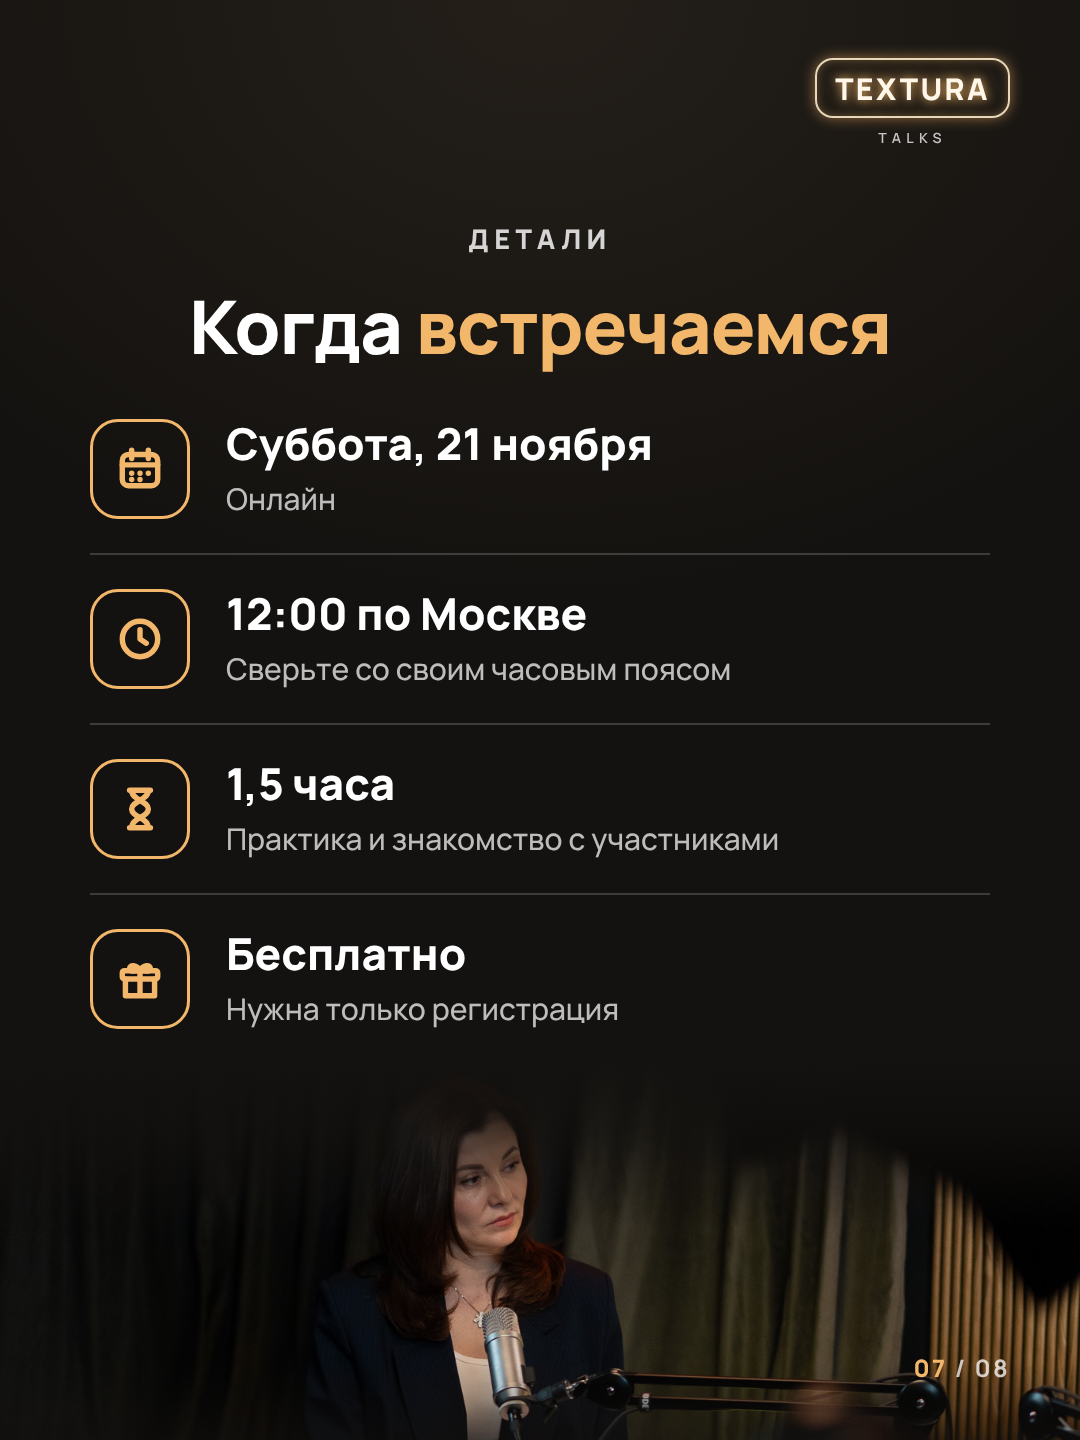 TEXTURA
TALKS
ДЕТАЛИ
Когда встречаемся
Суббота, 21 ноября
Онлайн
12:00 по Москве
Сверьте со своим часовым поясом
1,5 часа
Практика и знакомство с участниками
Бесплатно
Нужна только регистрация
07 / 08